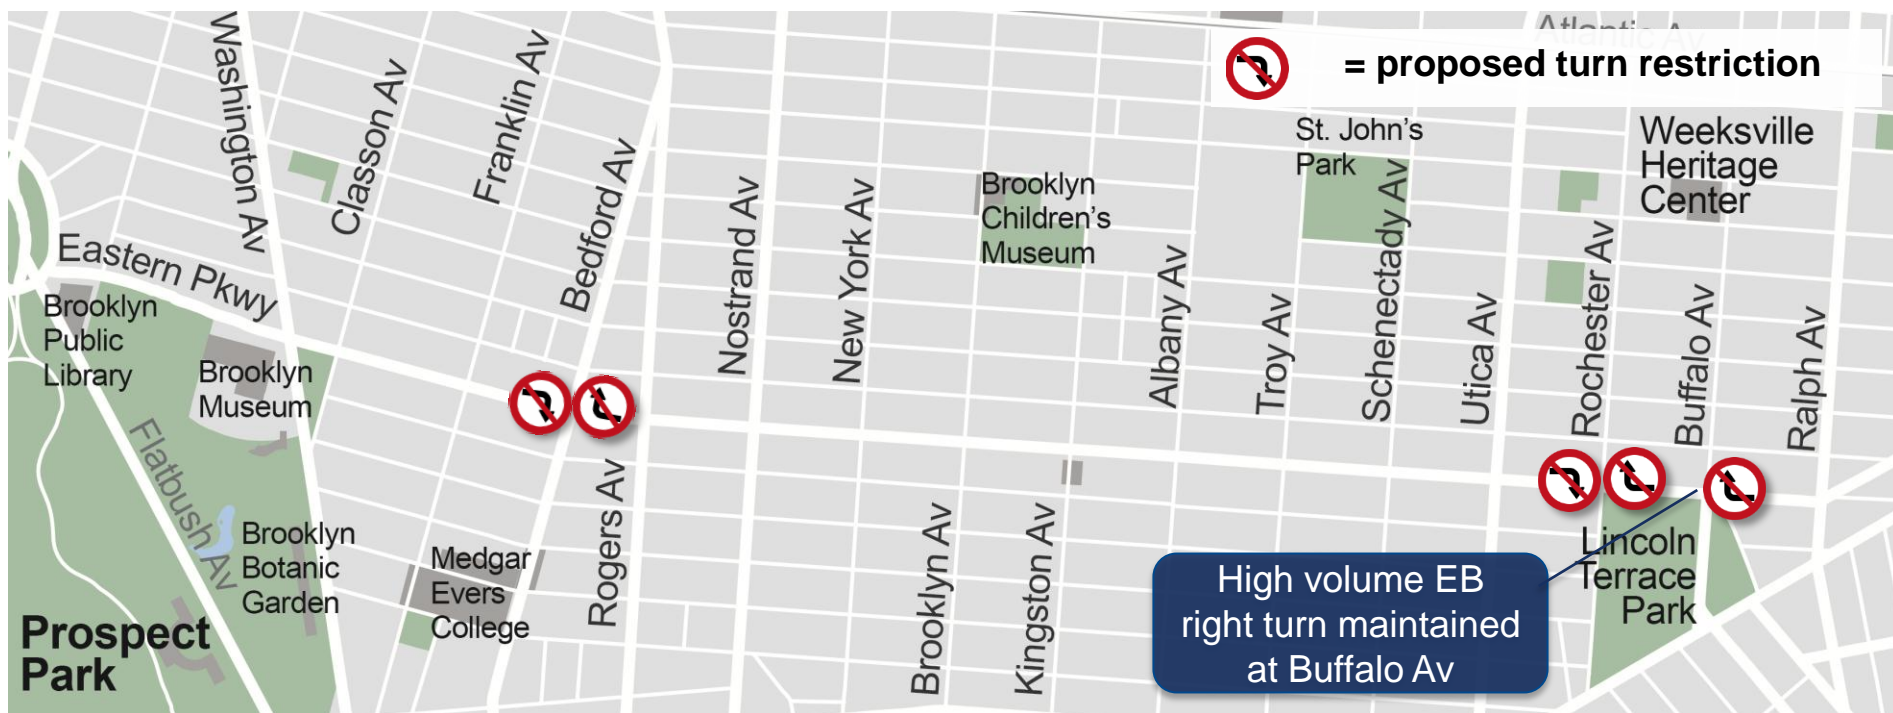 Atlantic Av
= proposed turn restriction
Washington Av
Classon Av
Franklin Av
Bedford Av
Nostrand Av
New York Av
Brooklyn
Children's
Museum
Albany Av
Troy Av
St. John's
Park
Schenectady Av
Utica Av
Rochester Av
Weeksville
Heritage
Center
Buffalo Av
Ralph Av
Eastern Pkwy
Brooklyn
Public
Library
Brooklyn
Museum
Flatbush Av
Brooklyn
Botanic
Garden
Prospect
Park
Medgar
Evers
College
Rogers Av
Brooklyn Av
Kingston Av
High volume EB
right turn maintained
at Buffalo Av
Lincoln
Terrace
Park